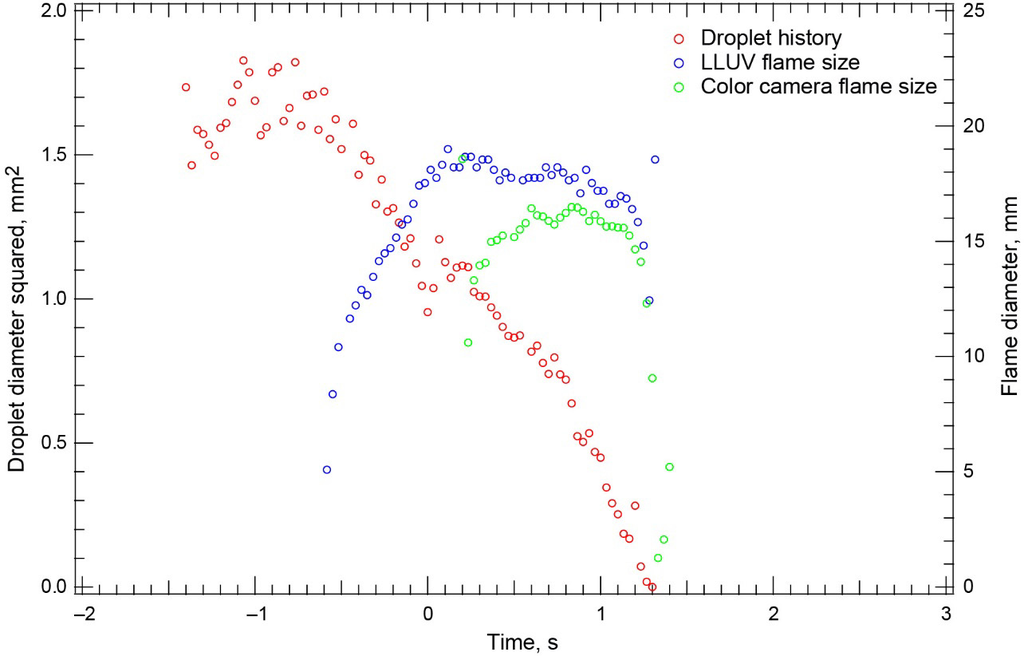 2.0
1.5
1.0
0.5
0.0
Droplet diameter squared, mm2
25
20
15
10
5
0
Flame diameter, mm
Droplet history
LLUV flame size
Color camera flame size
–2 –1 0 1 2 3
Time, s